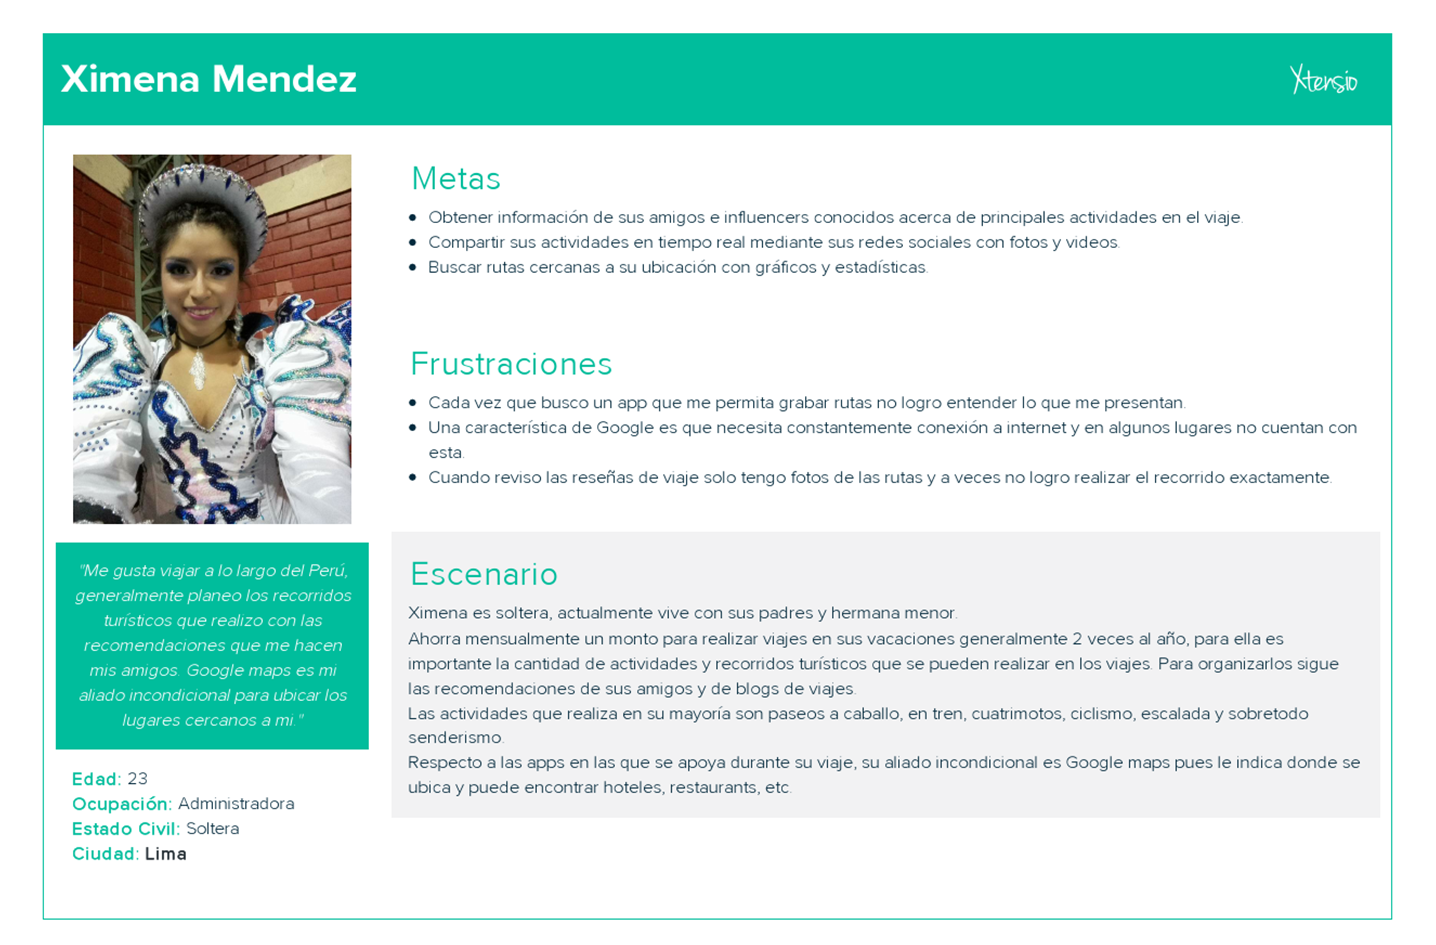 Ximena Mendez
Xtensio
Metas
• Obtener información de sus amigos e influencers conocidos acerca de principales actividades en el viaje.
• Compartir sus actividades en tiempo real mediante sus redes sociales con fotos y videos.
• Buscar rutas cercanas a su ubicación con gráficos y estadísticas.
Frustraciones
• Cada vez que busco un app que me permita grabar rutas no logro entender lo que me presentan.
• Una característica de Google es que necesita constantemente conexión a internet y en algunos lugares no cuentan con
esta.
• Cuando reviso las reseñas de viaje solo tengo fotos de las rutas y a veces no logro realizar el recorrido exactamente.
"Me gusta viajar a lo largo del Perú,
generalmente planeo los recorridos
turísticos que realizo con las
recomendaciones que me hacen
mis amigos. Google maps es mi
aliado incondicional para ubicar los
lugares cercanos a mi."
Edad: 23
Ocupación: Administradora
Estado Civil: Soltera
Ciudad: Lima
Escenario
Ximena es soltera, actualmente vive con sus padres y hermana menor.
Ahorra mensualmente un monto para realizar viajes en sus vacaciones generalmente 2 veces al año, para ella es
importante la cantidad de actividades y recorridos turísticos que se pueden realizar en los viajes. Para organizarlos sigue
las recomendaciones de sus amigos y de blogs de viajes.
Las actividades que realiza en su mayoría son paseos a caballo, en tren, cuatrimotos, ciclismo, escalada y sobretodo
senderismo.
Respecto a las apps en las que se apoya durante su viaje, su aliado incondicional es Google maps pues le indica donde se
ubica y puede encontrar hoteles, restaurants, etc.